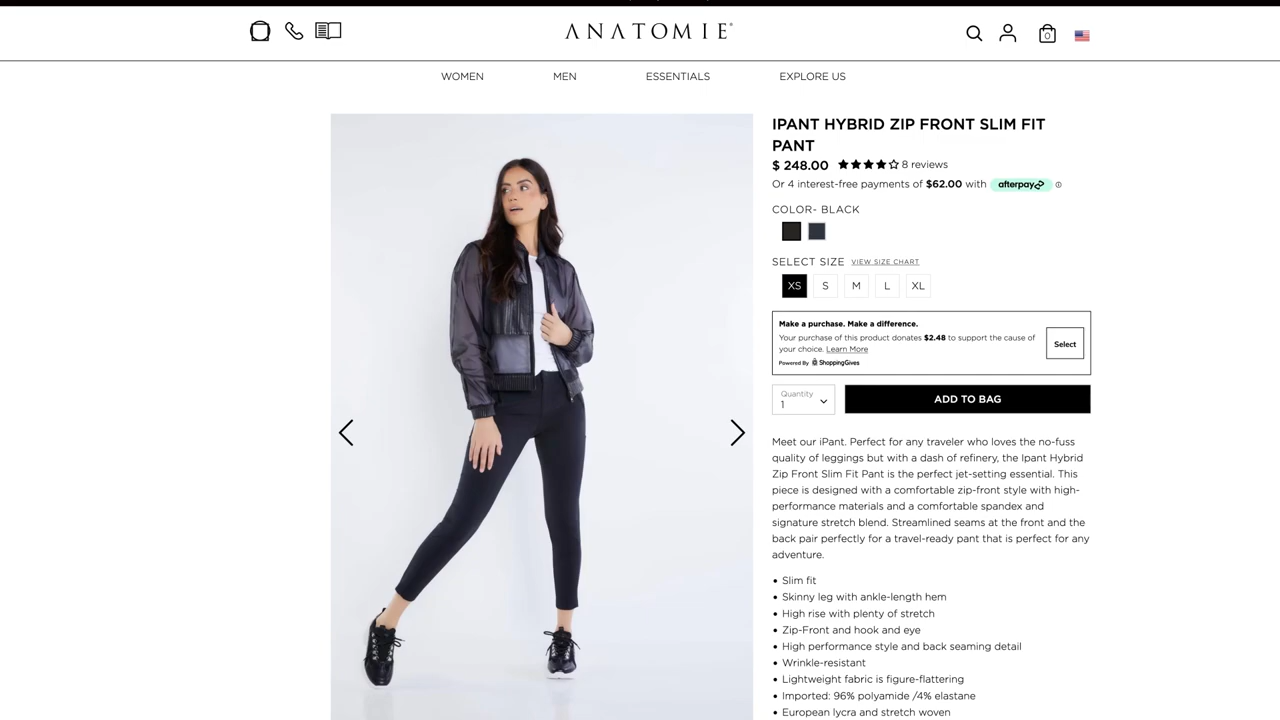 ANATOMIE®
0
WOMEN
MEN
ESSENTIALS
EXPLORE US
IPANT HYBRID ZIP FRONT SLIM FIT
PANT
$ 248.00 8 reviews
Or 4 interest-free payments of $62.00 with afterpay
COLOR- BLACK
SELECT SIZE VIEW SIZE CHART
XS S M L XL
Make a purchase. Make a difference.
Your purchase of this product donates $2.48 to support the cause of
your choice. Learn More
Powered By ShoppingGives
Select
Quantity
1
ADD TO BAG
Meet our iPant. Perfect for any traveler who loves the no-fuss
quality of leggings but with a dash of refinery, the Ipant Hybrid
Zip Front Slim Fit Pant is the perfect jet-setting essential. This
piece is designed with a comfortable zip-front style with high-
performance materials and a comfortable spandex and
signature stretch blend. Streamlined seams at the front and the
back pair perfectly for a travel-ready pant that is perfect for any
adventure.
• Slim fit
• Skinny leg with ankle-length hem
• High rise with plenty of stretch
• Zip-Front and hook and eye
• High performance style and back seaming detail
• Wrinkle-resistant
• Lightweight fabric is figure-flattering
• Imported: 96% polyamide /4% elastane
• European lycra and stretch woven